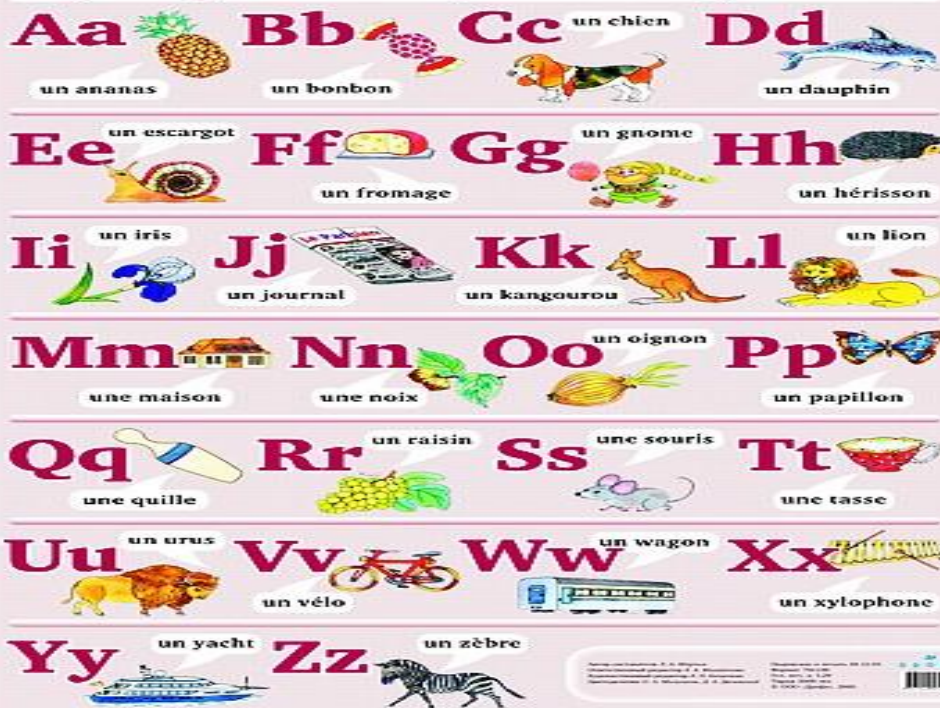 Aa Bb Cc un chien Dd
un ananas un bonbon un dauphin
Ee un escargot Ff Gg un gnome Hh
un fromage un hérisson
Ii un iris Jj Kk Ll un lion
un journal un kangourou
Mm Nn Oo un oignon Pp
une maison une noix un papillon
Qq Rr un raisin Ss une souris Tt
une quille une tasse
Uu un urus Vv Ww un wagon Xx
un vélo un xylophone
Yy un yacht Zz un zèbre